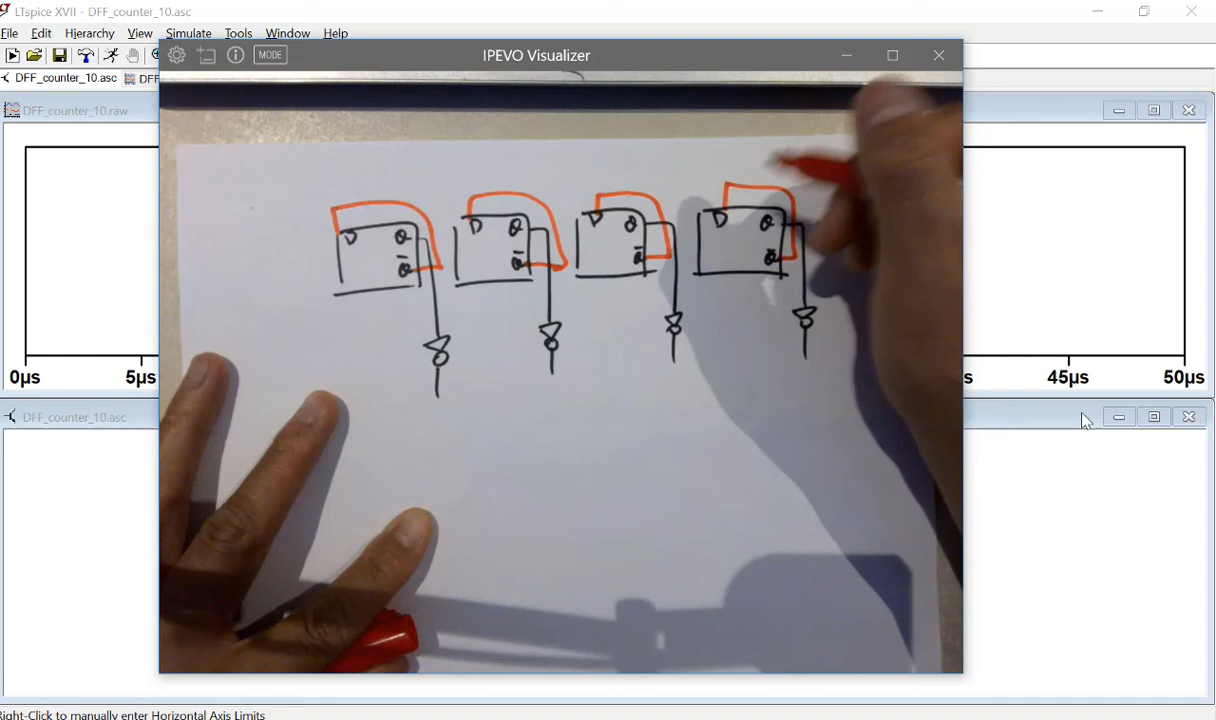 LTspice XVII - DFF_counter_10.asc
File Edit Hierarchy View Simulate Tools Window Help
IPEVO Visualizer
MODE
DFF_counter_10.asc DFF
DFF_counter_10.raw
D Q D Q D Q D Q
Q̅ Q̅ Q̅ Q̅
0µs 5µs s 45µs 50µs
DFF_counter_10.asc
Right-Click to manually enter Horizontal Axis Limits